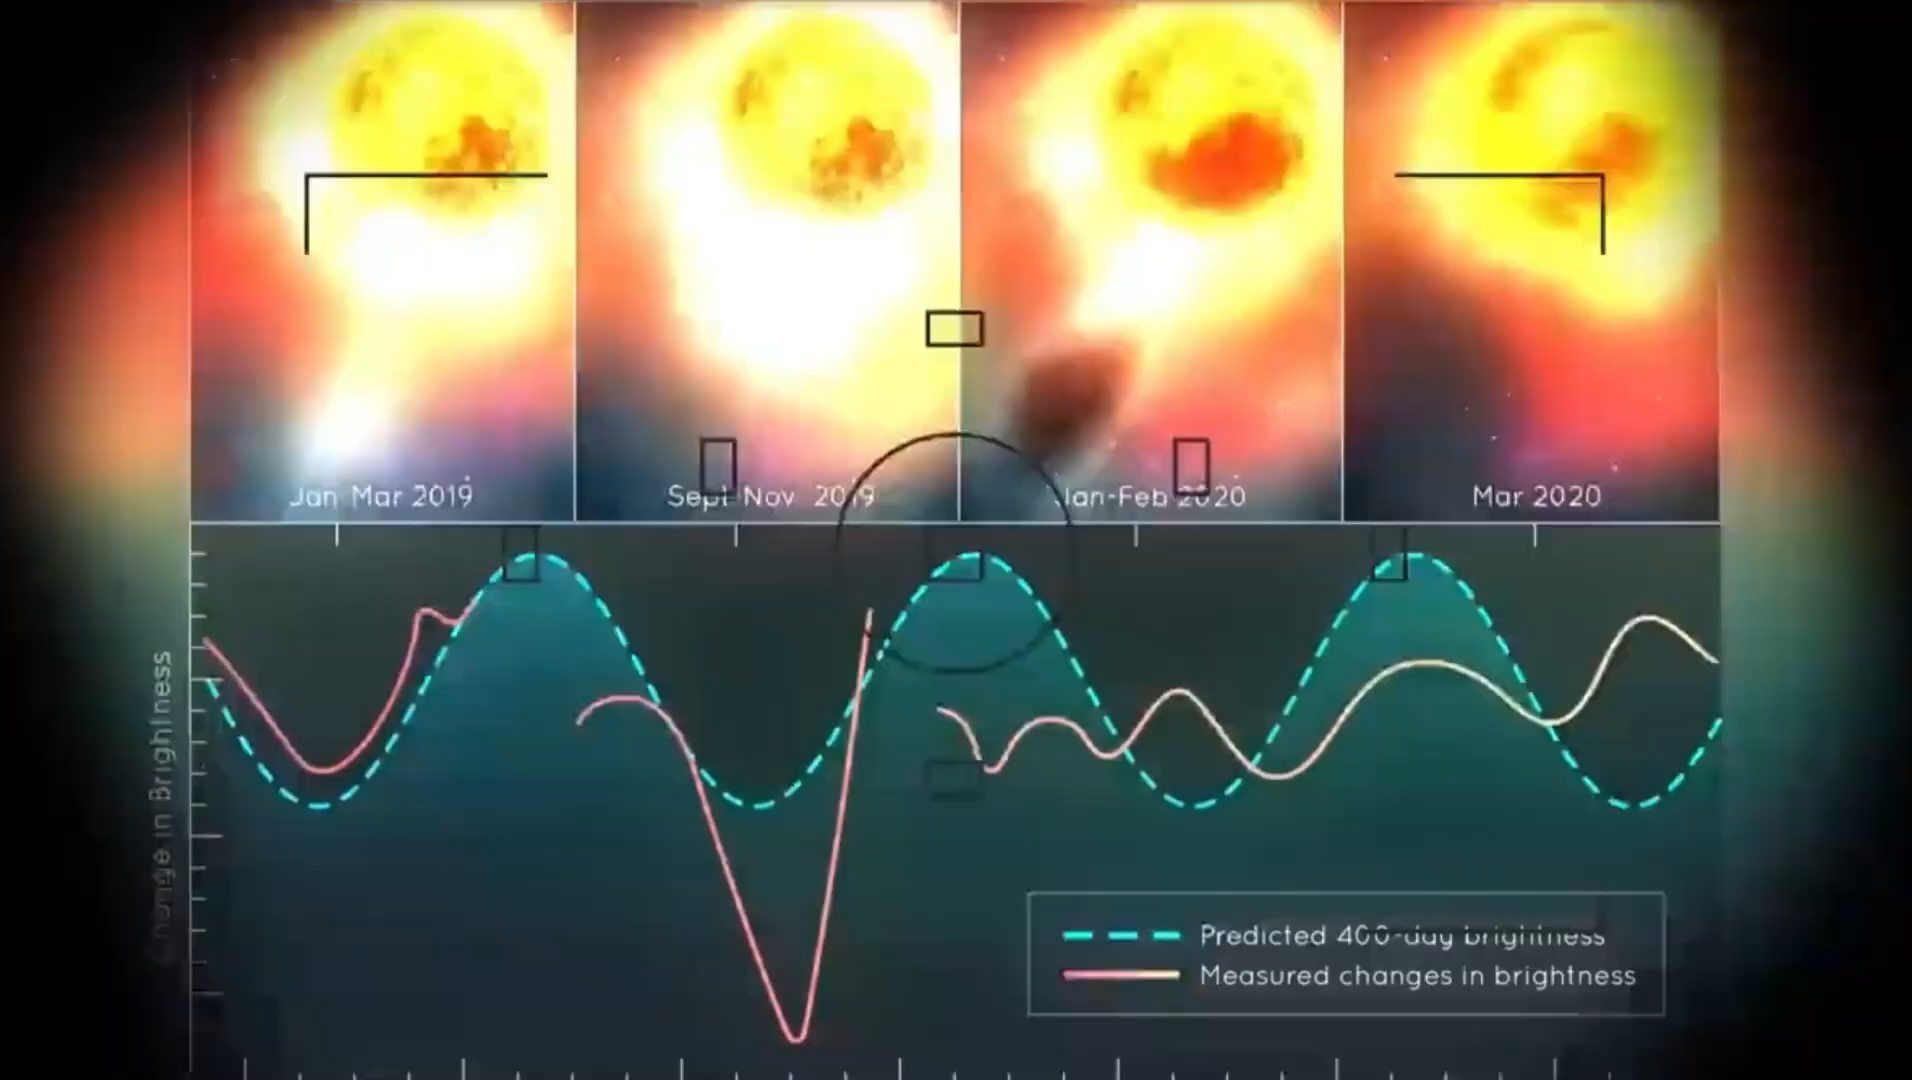 Jan Mar 2019
Sept Nov 2019
Jan-Feb 2020
Mar 2020
Change in Brightness
Predicted 400-day brightness
Measured changes in brightness